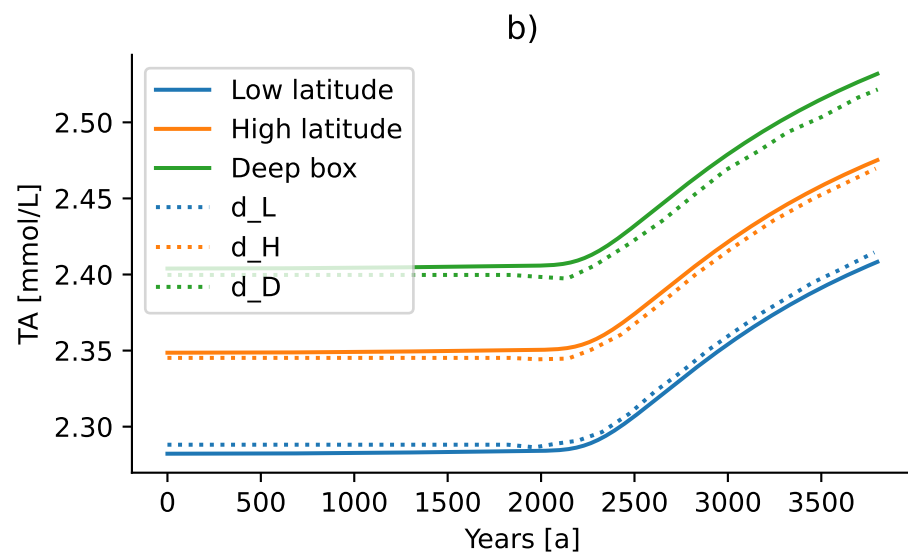 b)
TA [mmol/L]
2.50
2.45
2.40
2.35
2.30
Low latitude
High latitude
Deep box
d_L
d_H
d_D
0 500 1000 1500 2000 2500 3000 3500
Years [a]